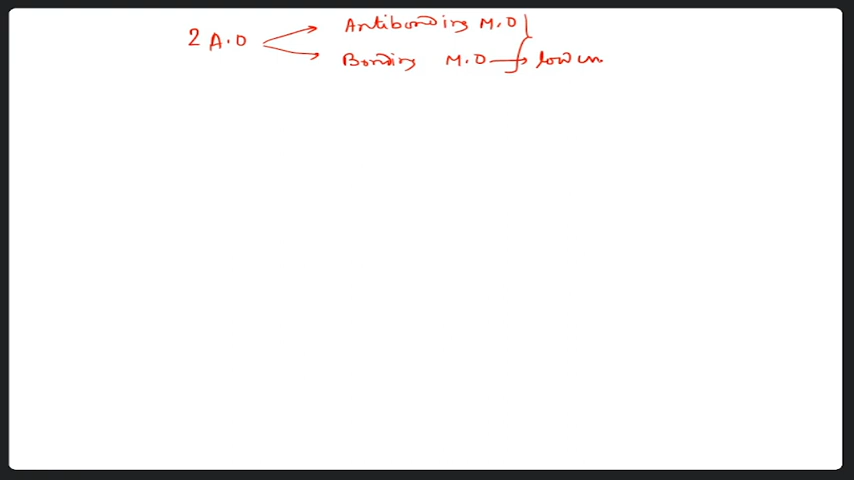 Antibonding M.O
2 A.O
Bonding M.O → low en